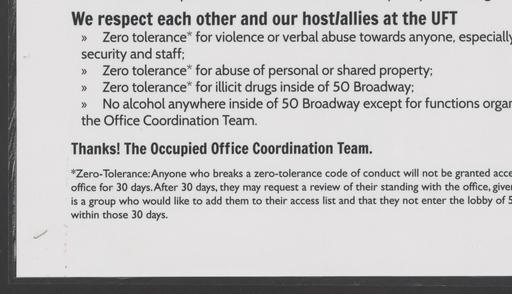 We respect each other and our host/allies at the UFT
» Zero tolerance* for violence or verbal abuse towards anyone, especially
security and staff;
» Zero tolerance* for abuse of personal or shared property;
» Zero tolerance* for illicit drugs inside of 50 Broadway;
» No alcohol anywhere inside of 50 Broadway except for functions organ
the Office Coordination Team.
Thanks! The Occupied Office Coordination Team.
*Zero-Tolerance: Anyone who breaks a zero-tolerance code of conduct will not be granted acce
office for 30 days. After 30 days, they may request a review of their standing with the office, give
is a group who would like to add them to their access list and that they not enter the lobby of 5
within those 30 days.